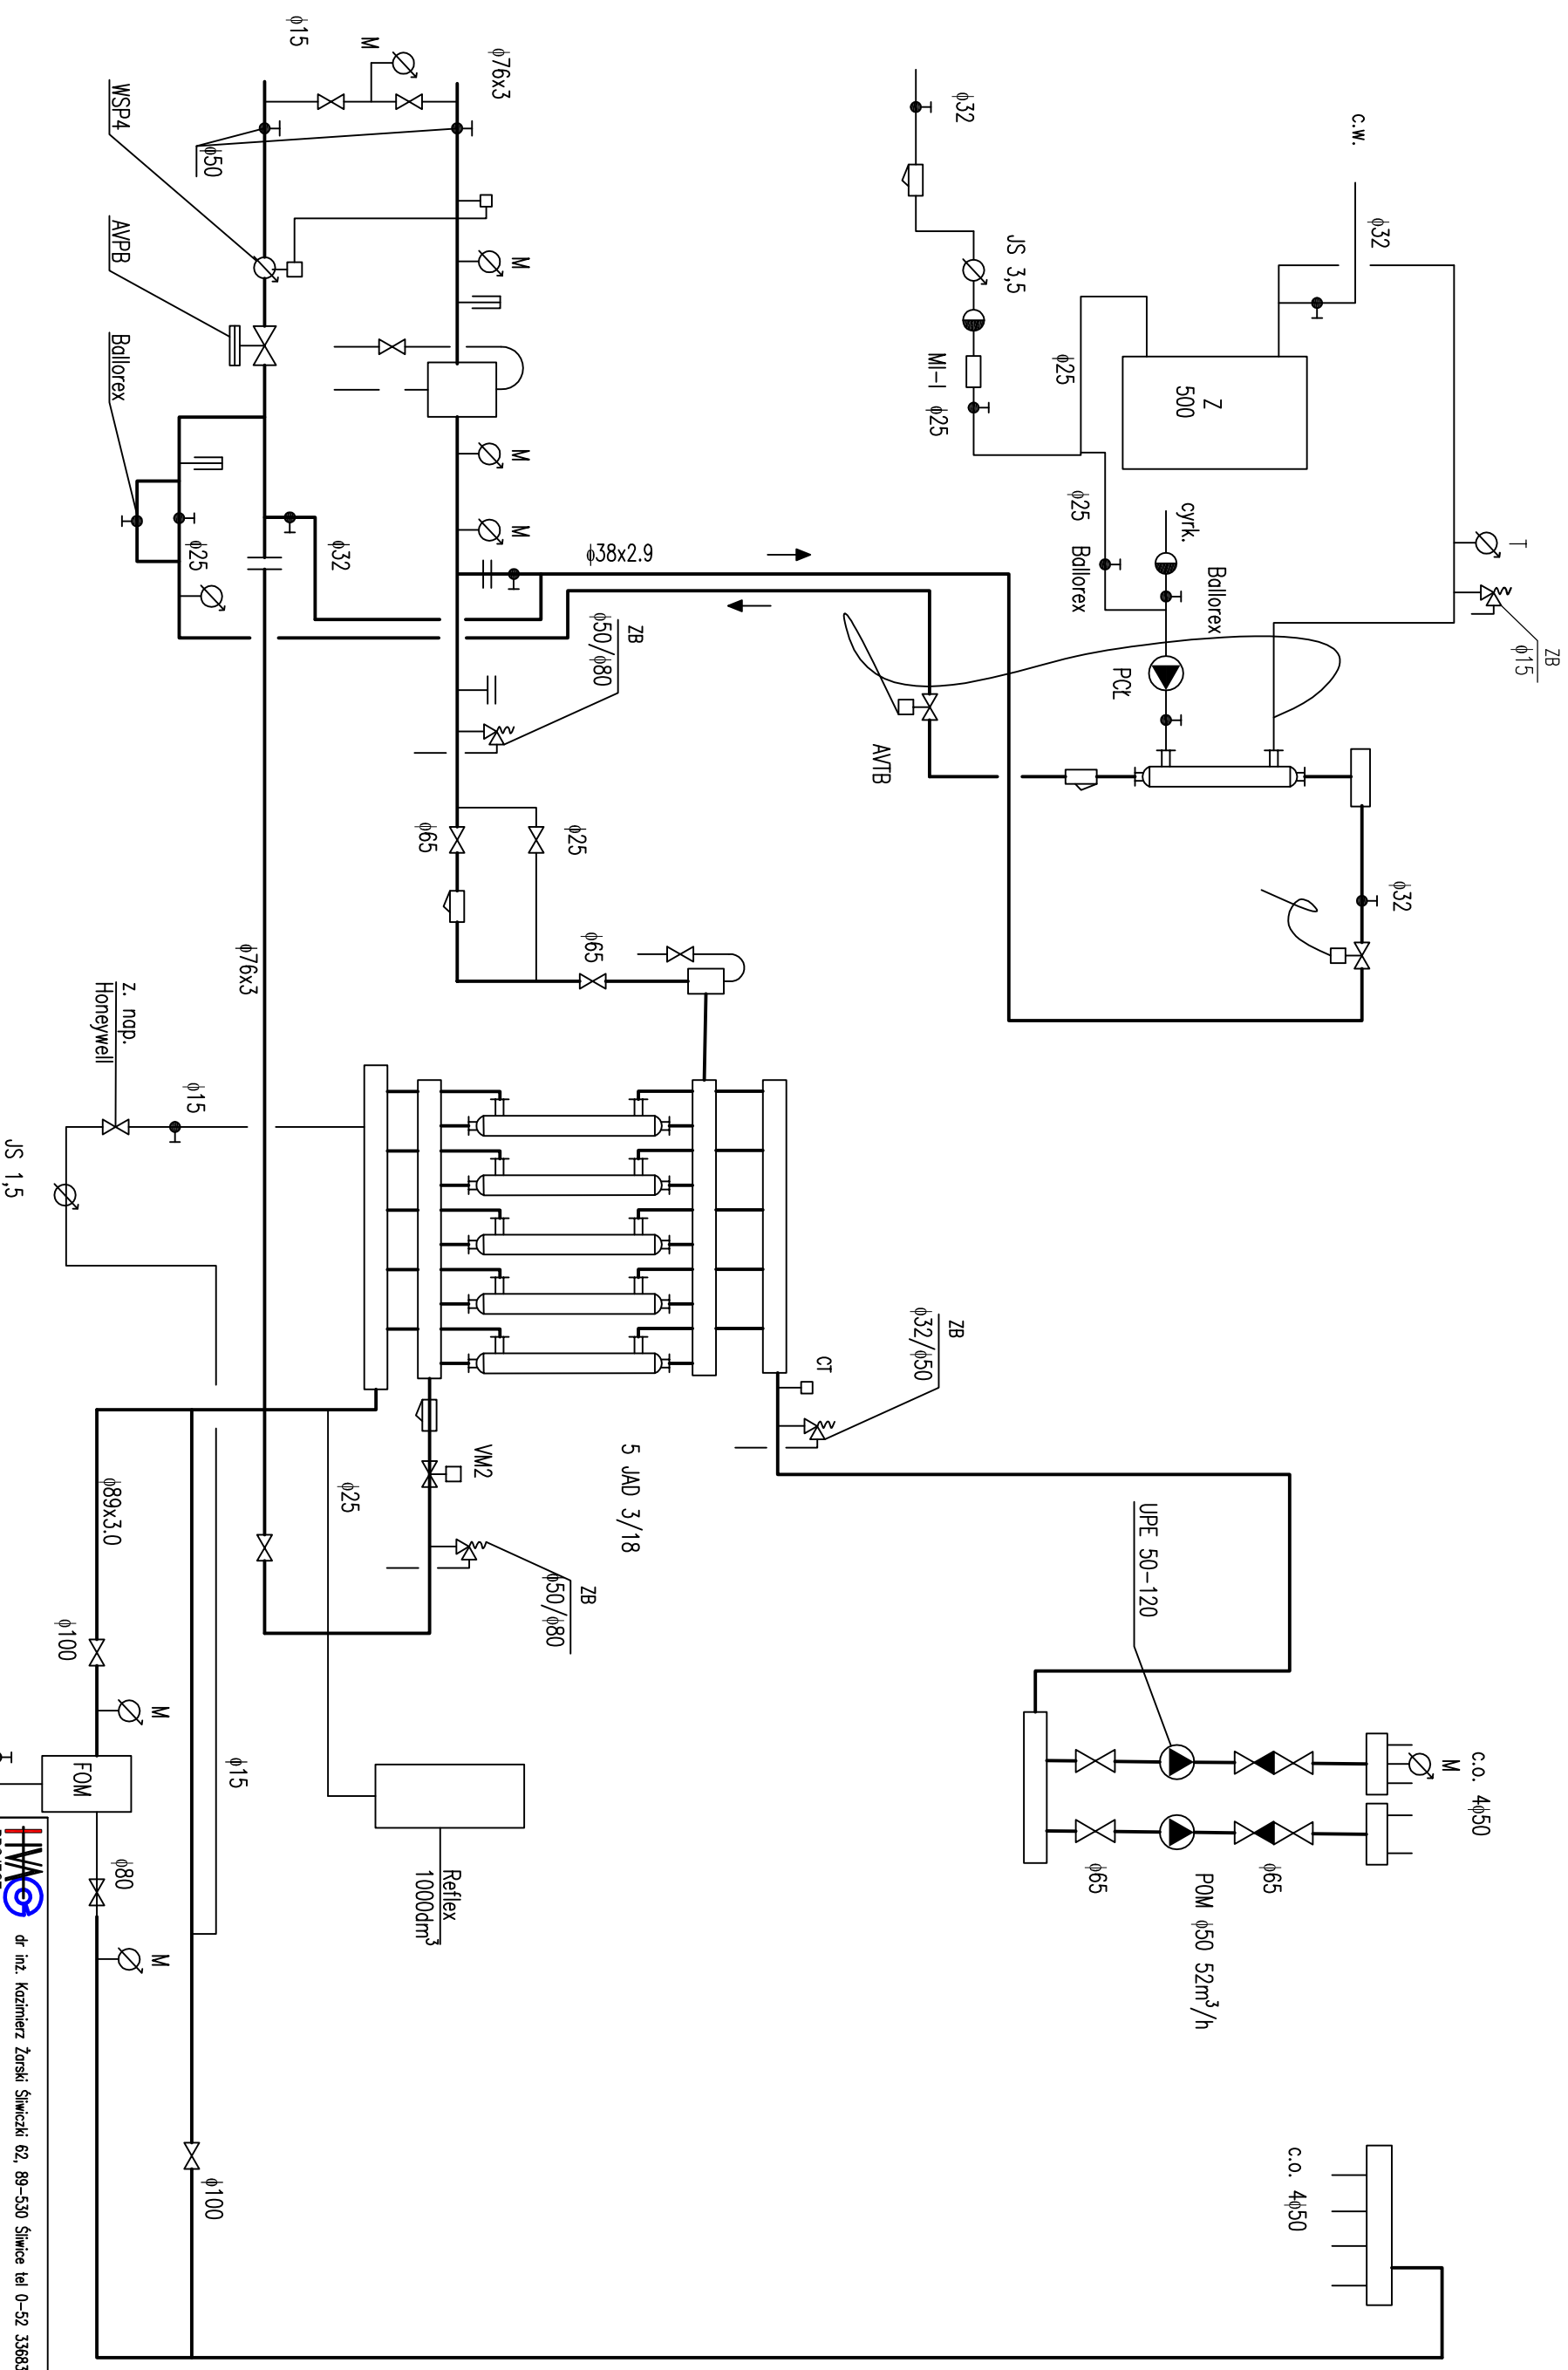 ZB
φ15
T
c.w.
φ32
Z
500
φ32
φ25
JS 3,5
MI-I
φ25
φ25
Ballorex
cyrk.
Ballorex
PCŁ
AVTB
φ32
φ76x3
M
φ15
φ50
WSP4
AVPB
Ballorex
M
M
M
φ38x2.9
φ32
φ25
ZB
φ50/φ80
φ65
φ25
φ65
φ76x3
z. nap.
Honeywell
φ15
JS 1,5
ZB
φ32/φ50
CT
5 JAD 3/18
VM2
φ25
ZB
φ50/φ80
φ89x3.0
φ100
M
FOM
φ80
M
φ15
Reflex
1000dm³
UPE 50-120
c.o. 4φ50
M
φ65
φ65
POM φ50 52m³/h
c.o. 4φ50
φ100
dr inż. Kazimierz Żarski Śliwiczki 62, 89-530 Śliwice tel 0-52 33683